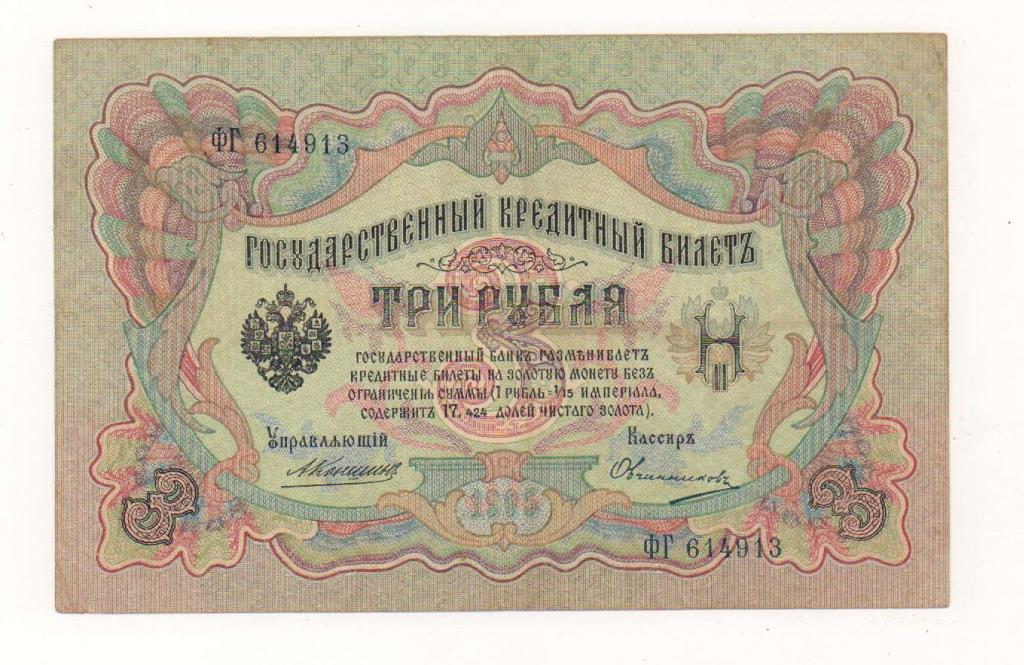 ФГ 614913
ГОСУДАРСТВЕННЫЙ КРЕДИТНЫЙ БИЛЕТЪ
ТРИ РУБЛЯ
ГОСУДАРСТВЕННЫЙ БАНКЪ РАЗМѢНИВАЕТЪ
КРЕДИТНЫЕ БИЛЕТЫ НА ЗОЛОТУЮ МОНЕТУ БЕЗЪ
ОГРАНИЧЕНІЯ СУММЫ (1 РУБЛЬ = 1/15 ИМПЕРІАЛА,
СОДЕРЖИТЪ 17,424 ДОЛЕЙ ЧИСТАГО ЗОЛОТА).
Управляющій Кассиръ
А Коншинъ Овчинниковъ
3 3
ФГ 614913